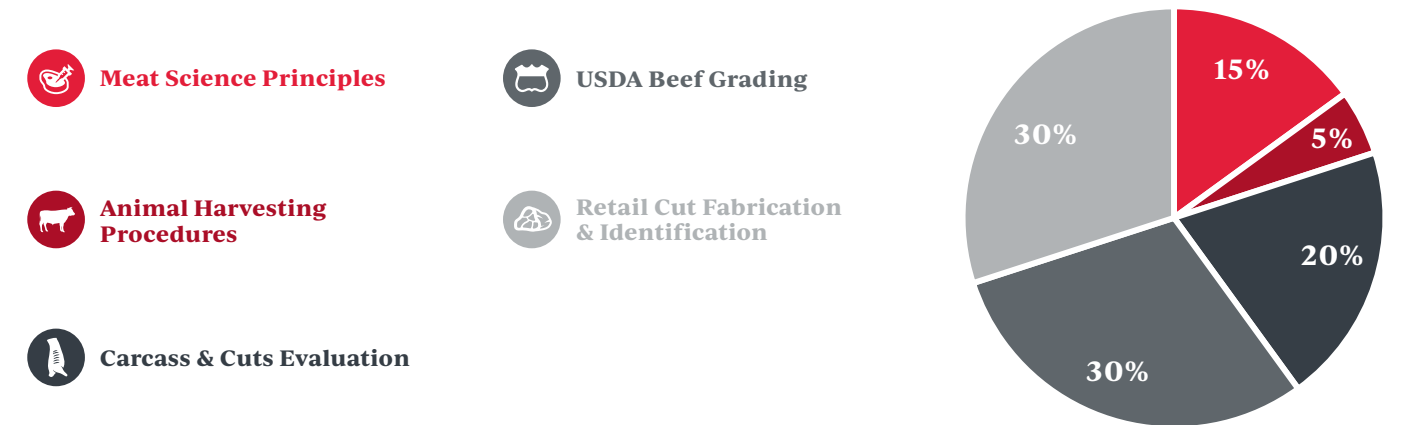 Meat Science Principles
Animal Harvesting
Procedures
Carcass & Cuts Evaluation
USDA Beef Grading
Retail Cut Fabrication
& Identification
15%
5%
20%
30%
30%